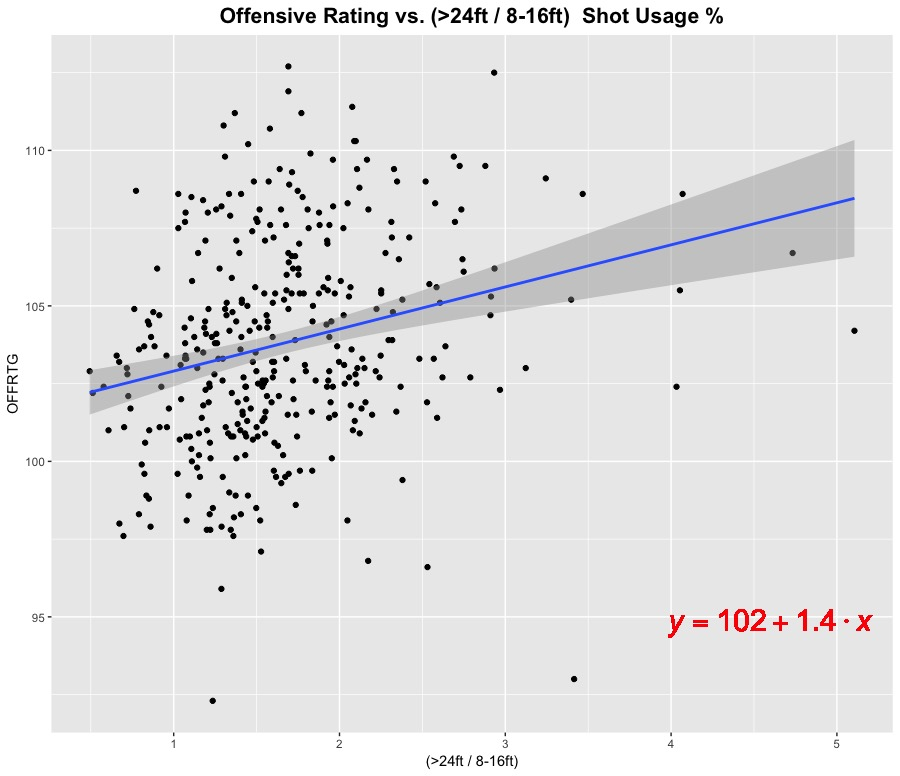 Offensive Rating vs. (>24ft / 8-16ft)  Shot Usage %
OFFRTG
110
105
100
95
y = 102 + 1.4 · x
1 2 3 4 5
(>24ft / 8-16ft)